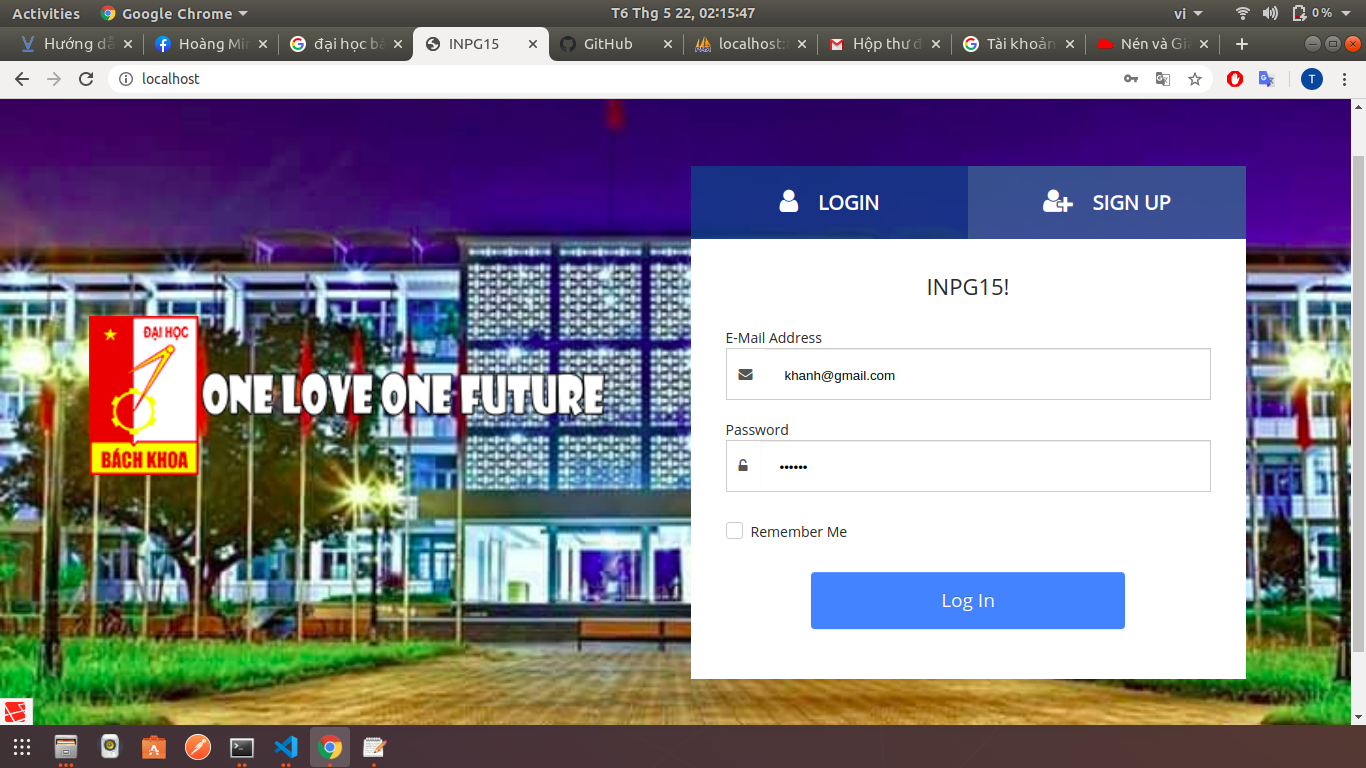 Activities Google Chrome T6 Thg 5 22, 02:15:47 vi 0 %
Hướng dẫ Hoàng Min đại học bá INPG15 GitHub localhost: Hộp thư đ Tài khoản Nén và Giả
localhost T
LOGIN SIGN UP
INPG15!
E-Mail Address
khanh@gmail.com
Password
••••••
Remember Me
Log In
ĐẠI HỌC
BÁCH KHOA
ONE LOVE ONE FUTURE